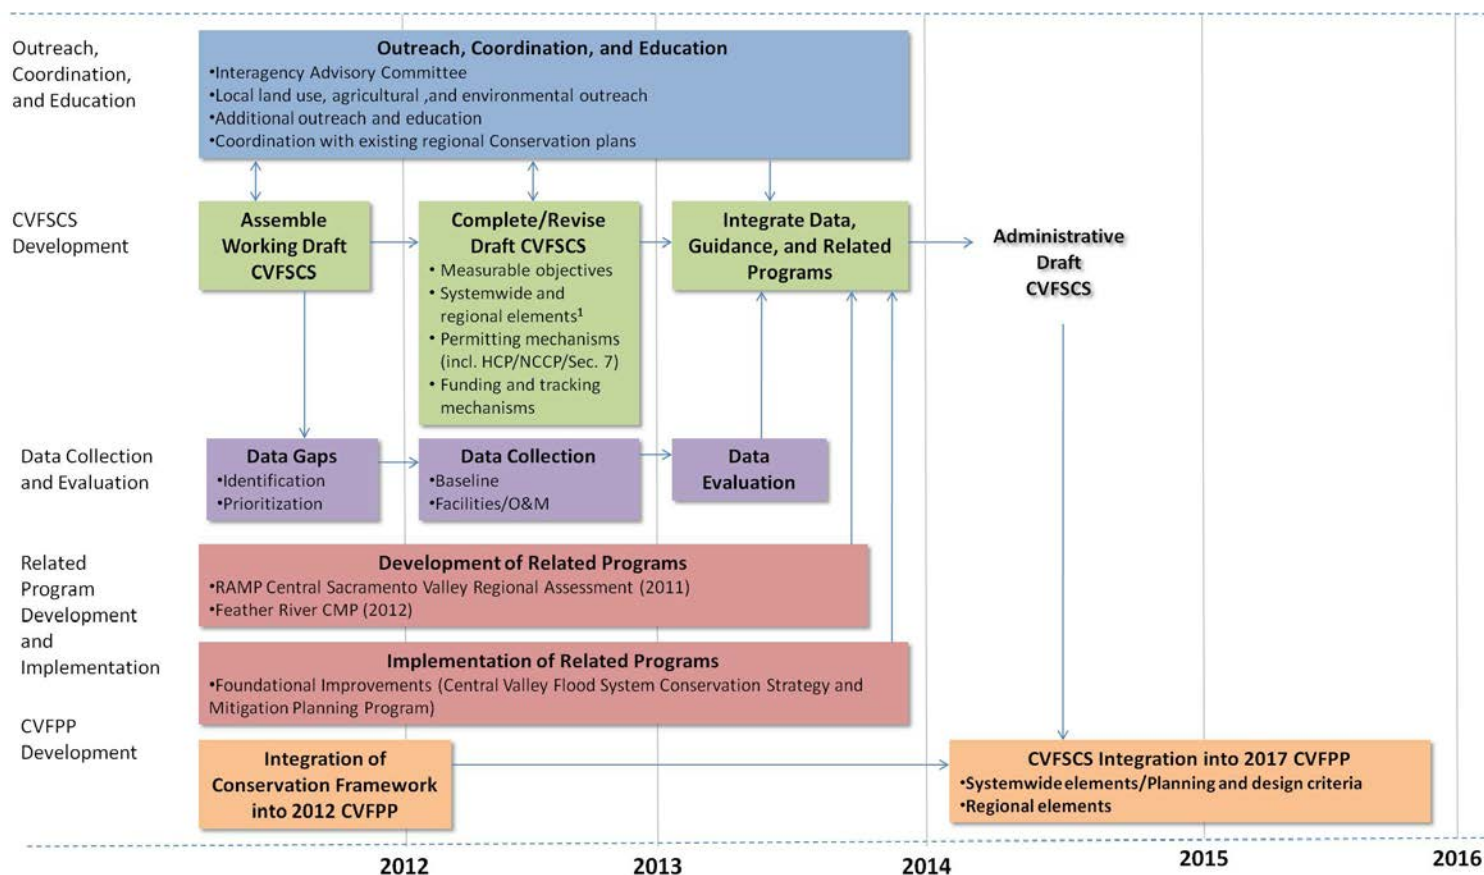 Outreach,
Coordination,
and Education
Outreach, Coordination, and Education
•Interagency Advisory Committee
•Local land use, agricultural ,and environmental outreach
•Additional outreach and education
•Coordination with existing regional Conservation plans
CVFSCS
Development
Assemble
Working Draft
CVFSCS
Complete/Revise
Draft CVFSCS
• Measurable objectives
• Systemwide and
regional elements¹
• Permitting mechanisms
(incl. HCP/NCCP/Sec. 7)
• Funding and tracking
mechanisms
Integrate Data,
Guidance, and Related
Programs
Administrative
Draft
CVFSCS
Data Collection
and Evaluation
Data Gaps
•Identification
•Prioritization
Data Collection
•Baseline
•Facilities/O&M
Data
Evaluation
Related
Program
Development
and
Implementation
Development of Related Programs
•RAMP Central Sacramento Valley Regional Assessment (2011)
•Feather River CMP (2012)
Implementation of Related Programs
•Foundational Improvements (Central Valley Flood System Conservation Strategy and
Mitigation Planning Program)
CVFPP
Development
Integration of
Conservation Framework
into 2012 CVFPP
CVFSCS Integration into 2017 CVFPP
•Systemwide elements/Planning and design criteria
•Regional elements
2012
2013
2014
2015
2016